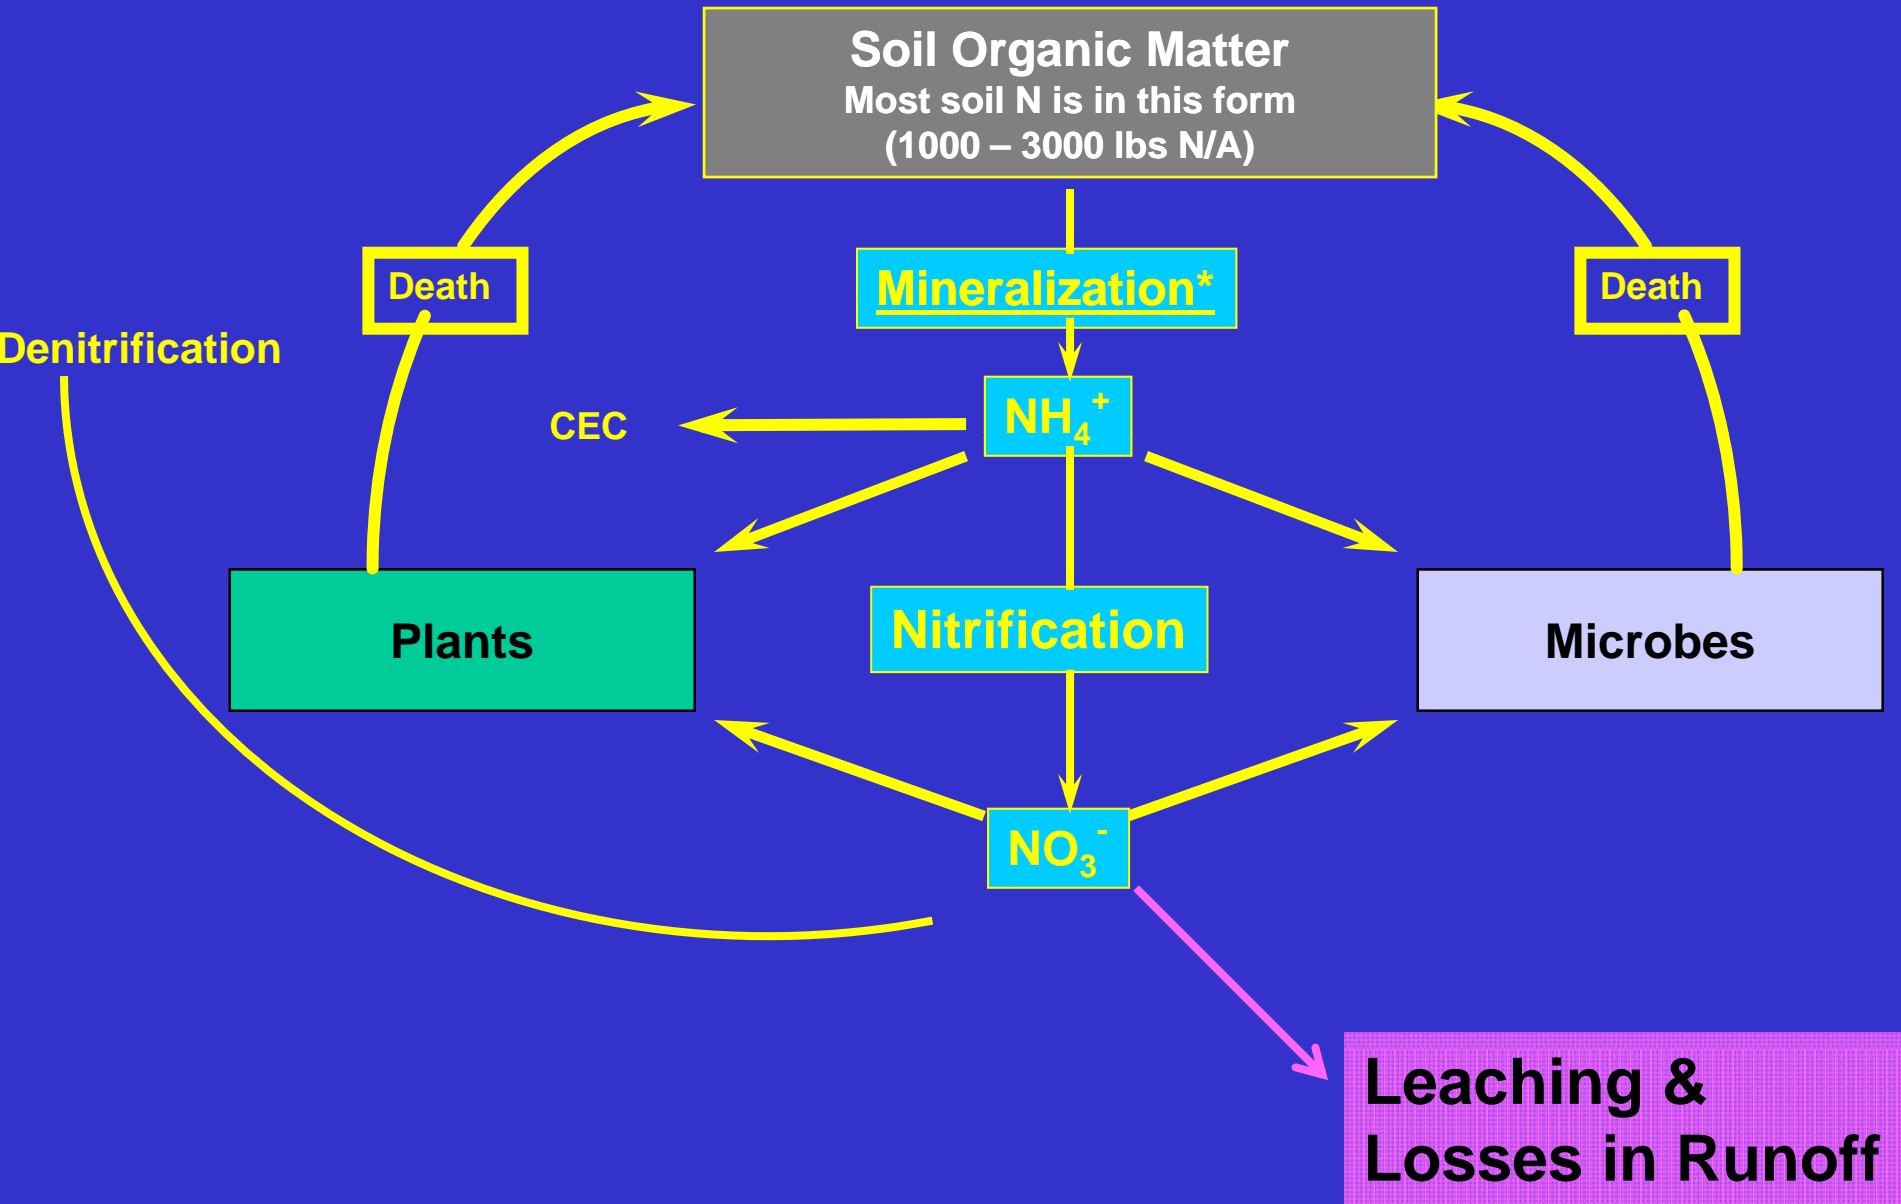 Soil Organic Matter
Most soil N is in this form
(1000 – 3000 lbs N/A)
Death
Mineralization*
Death
Denitrification
CEC
NH₄⁺
Plants
Nitrification
Microbes
NO₃⁻
Leaching &
Losses in Runoff